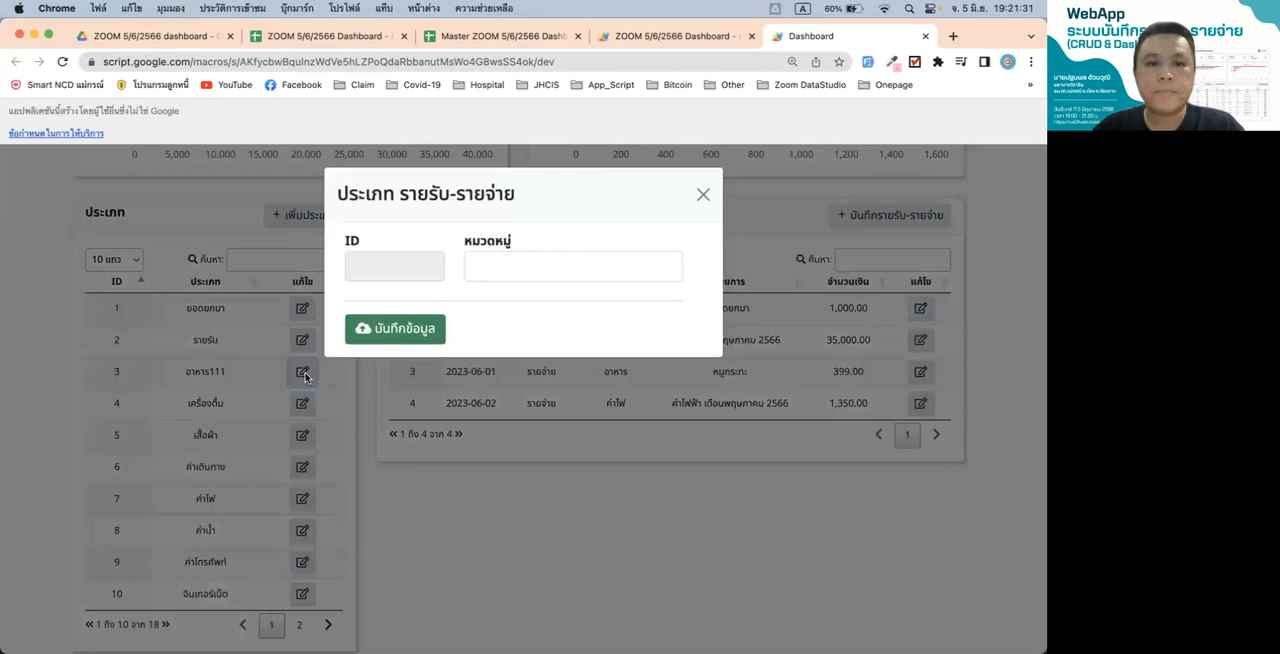 Chrome ไฟล์ แก้ไข มุมมอง ประวัติการเข้าชม บุ๊กมาร์ก โปรไฟล์ แท็บ หน้าต่าง ความช่วยเหลือ
A 60% จ. 5 มิ.ย. 19:21:31
ZOOM 5/6/2566 dashboard -
ZOOM 5/6/2566 Dashboard -
Master ZOOM 5/6/2566 Dashb
ZOOM 5/6/2566 Dashboard -
Dashboard
script.google.com/macros/s/AKfycbwBquInzWdVe5hLZPoQdaRbbanutMsWo4G8wsSS4ok/dev
Smart NCD แม่กรณ์ โปรแกรมลูกหนี้ YouTube Facebook Claim Covid-19 Hospital JHCIS App_Script Bitcoin Other Zoom DataStudio Onepage »
แอปพลิเคชันนี้สร้างโดยผู้ใช้อื่นซึ่งไม่ใช่ Google
ข้อกำหนดในการให้บริการ
0 5,000 10,000 15,000 20,000 25,000 30,000 35,000 40,000
0 200 400 600 800 1,000 1,200 1,400 1,600
ประเภท รายรับ-รายจ่าย
ID หมวดหมู่
บันทึกข้อมูล
ประเภท
+ เพิ่มประเ
+ บันทึกรายรับ-รายจ่าย
10 แถว ค้นหา:
ค้นหา:
ID ประเภท แก้ไข
1 ยอดยกมา
2 รายรับ
3 อาหาร111
4 เครื่องดื่ม
5 เสื้อผ้า
6 ค่าเดินทาง
7 ค่าไฟ
8 ค่าน้ำ
9 ค่าโทรศัพท์
10 อินเทอร์เน็ต
1 ถึง 10 จาก 18
1 2
ยการ จำนวนเงิน แก้ไข
ดยกมา 1,000.00
ฤษภาคม 2566 35,000.00
3 2023-06-01 รายจ่าย อาหาร หมูกระทะ 399.00
4 2023-06-02 รายจ่าย ค่าไฟ ค่าไฟฟ้า เดือนพฤษภาคม 2566 1,350.00
1 ถึง 4 จาก 4
1
WebApp
ระบบบันทึก
รายจ่าย
(CRUD & Das